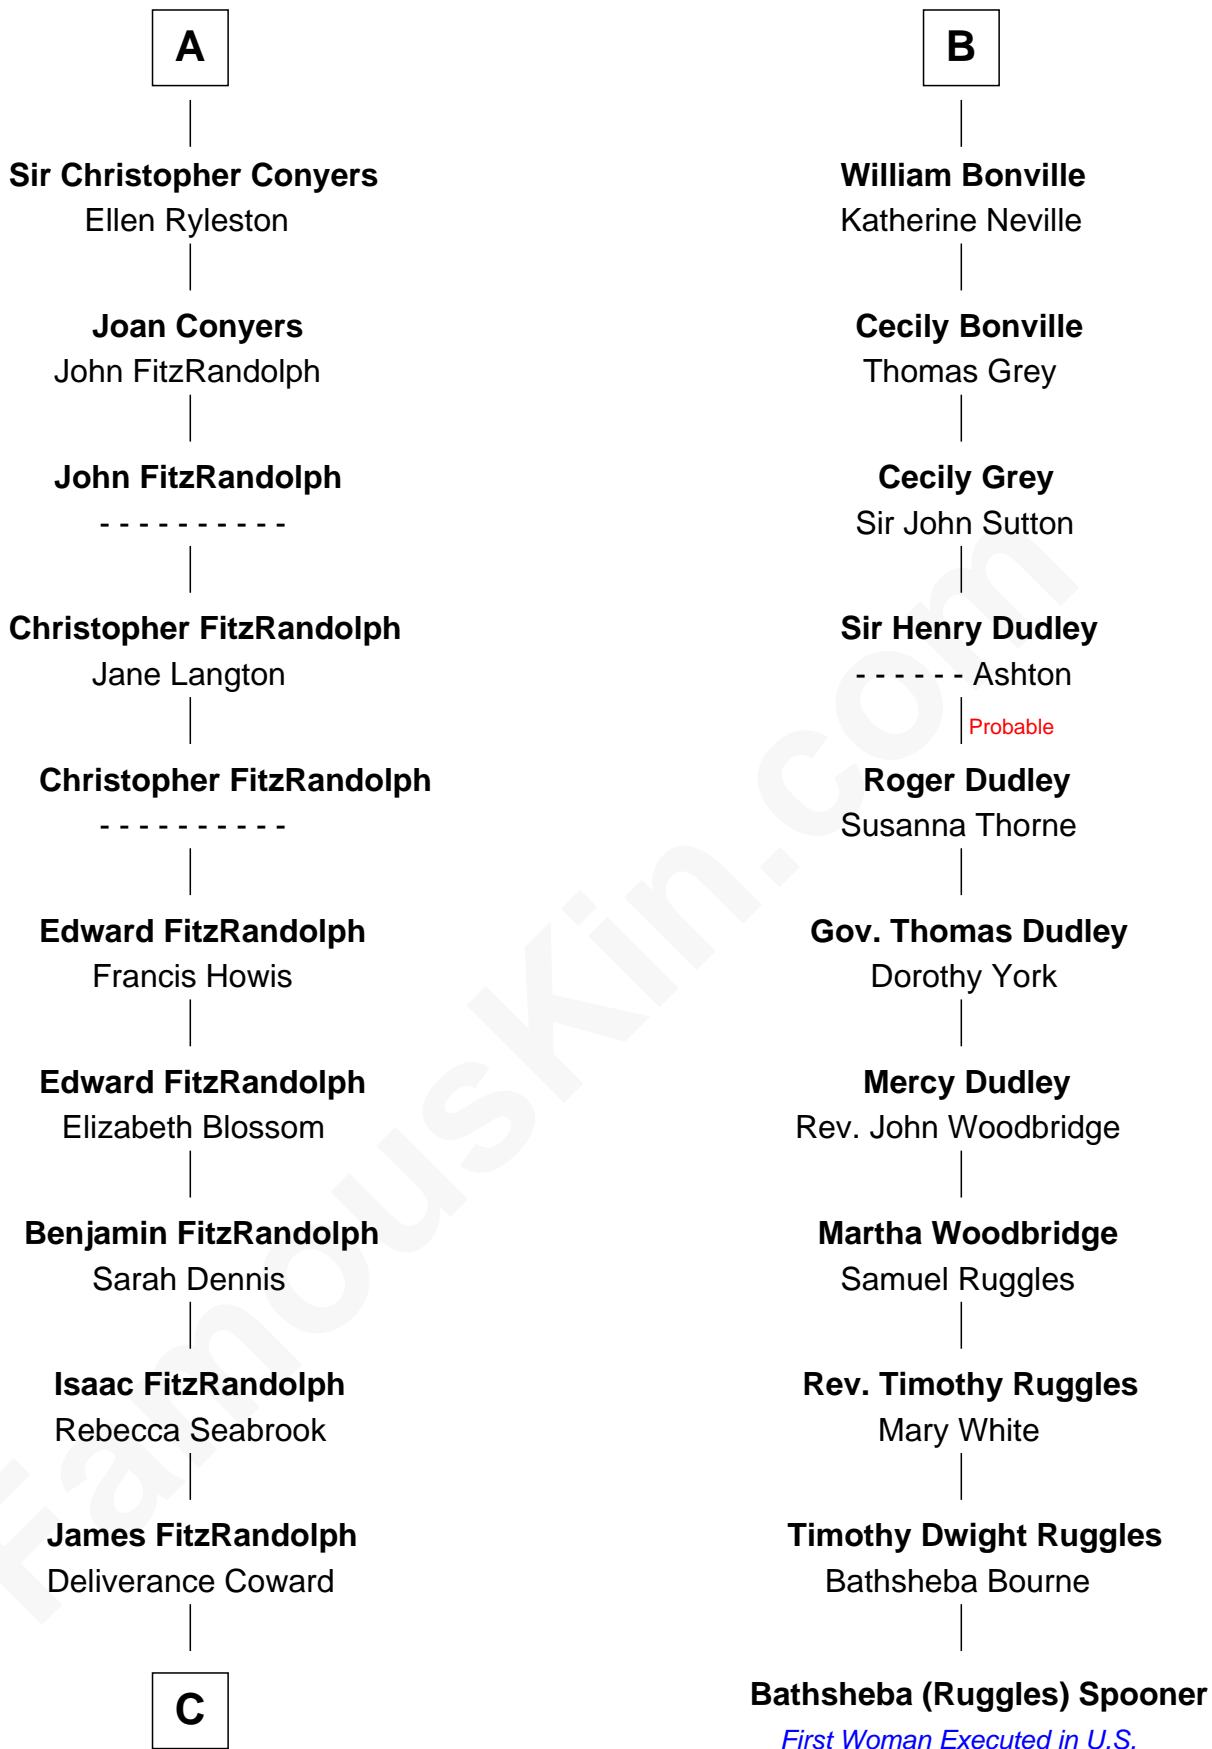 A
Sir Christopher Conyers
Ellen Ryleston
Joan Conyers
John FitzRandolph
John FitzRandolph
- - - - - - - - - -
Christopher FitzRandolph
Jane Langton
Christopher FitzRandolph
- - - - - - - - - -
Edward FitzRandolph
Francis Howis
Edward FitzRandolph
Elizabeth Blossom
Benjamin FitzRandolph
Sarah Dennis
Isaac FitzRandolph
Rebecca Seabrook
James FitzRandolph
Deliverance Coward
C
B
William Bonville
Katherine Neville
Cecily Bonville
Thomas Grey
Cecily Grey
Sir John Sutton
Sir Henry Dudley
- - - - - - Ashton
Probable
Roger Dudley
Susanna Thorne
Gov. Thomas Dudley
Dorothy York
Mercy Dudley
Rev. John Woodbridge
Martha Woodbridge
Samuel Ruggles
Rev. Timothy Ruggles
Mary White
Timothy Dwight Ruggles
Bathsheba Bourne
Bathsheba (Ruggles) Spooner
First Woman Executed in U.S.
FamousKin.com